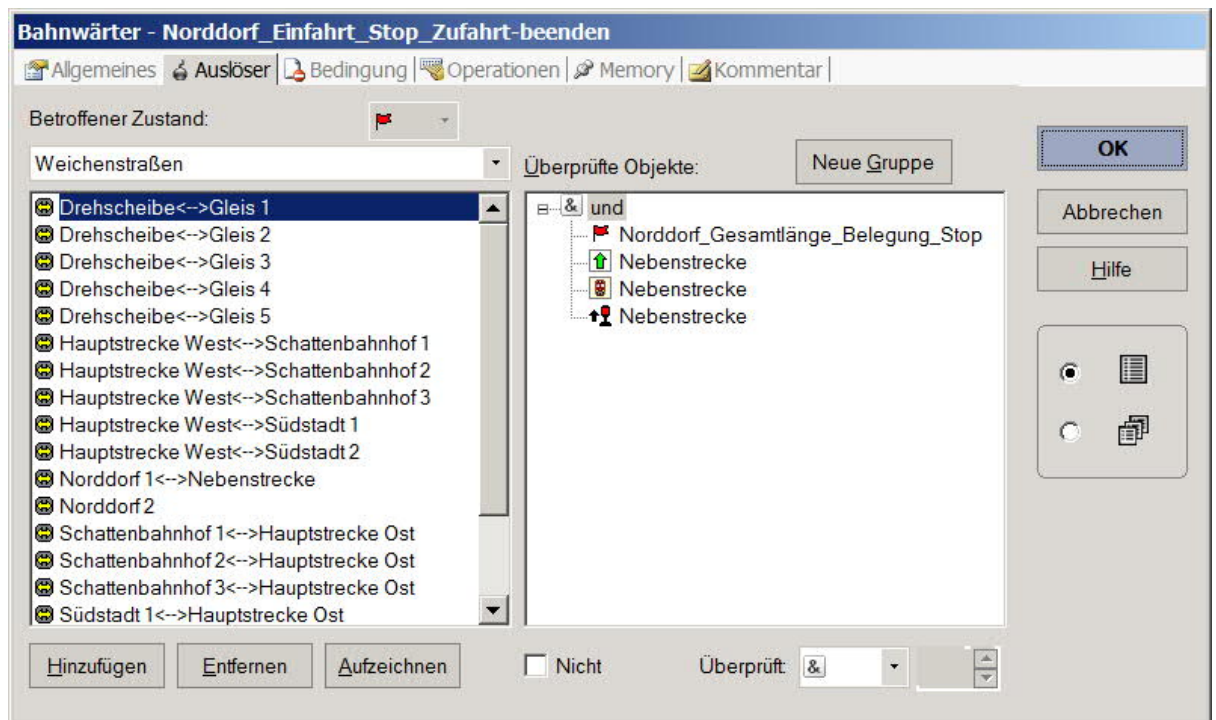 Bahnwärter - Norddorf_Einfahrt_Stop_Zufahrt-beenden
Allgemeines Auslöser Bedingung Operationen Memory Kommentar
Betroffener Zustand:
Weichenstraßen
Drehscheibe<-->Gleis 1
Drehscheibe<-->Gleis 2
Drehscheibe<-->Gleis 3
Drehscheibe<-->Gleis 4
Drehscheibe<-->Gleis 5
Hauptstrecke West<-->Schattenbahnhof 1
Hauptstrecke West<-->Schattenbahnhof 2
Hauptstrecke West<-->Schattenbahnhof 3
Hauptstrecke West<-->Südstadt 1
Hauptstrecke West<-->Südstadt 2
Norddorf 1<-->Nebenstrecke
Norddorf 2
Schattenbahnhof 1<-->Hauptstrecke Ost
Schattenbahnhof 2<-->Hauptstrecke Ost
Schattenbahnhof 3<-->Hauptstrecke Ost
Südstadt 1<-->Hauptstrecke Ost
Hinzufügen Entfernen Aufzeichnen
Überprüfte Objekte:
Neue Gruppe
& und
Norddorf_Gesamtlänge_Belegung_Stop
Nebenstrecke
Nebenstrecke
Nebenstrecke
Nicht Überprüft: &
OK
Abbrechen
Hilfe